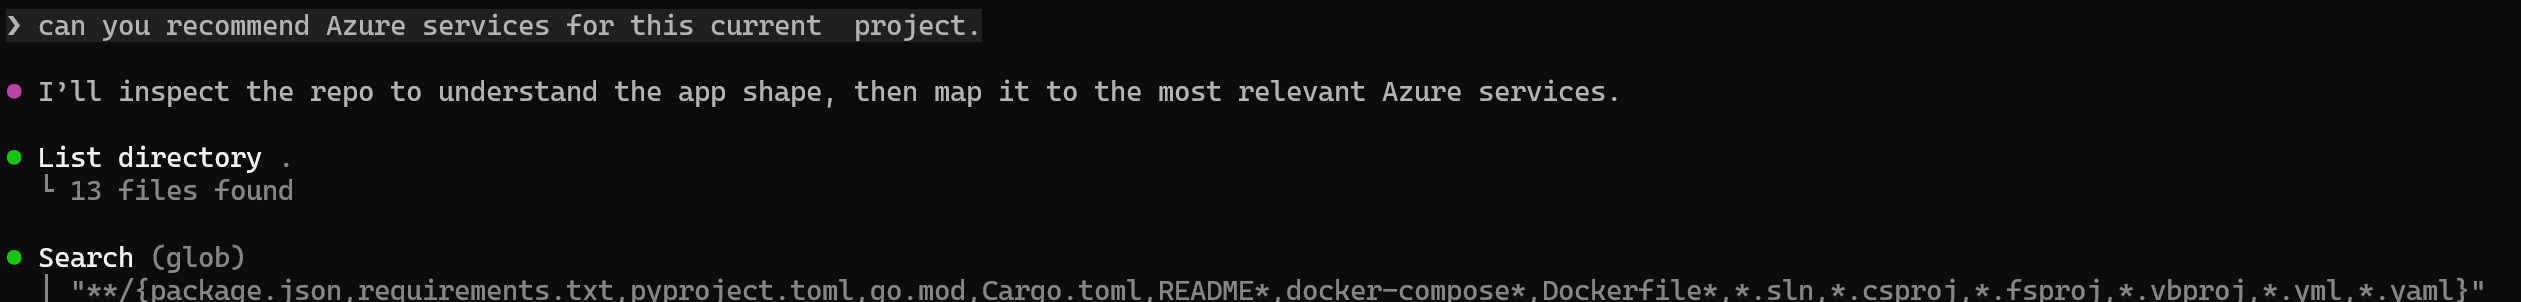 ❯ can you recommend Azure services for this current  project.
● I’ll inspect the repo to understand the app shape, then map it to the most relevant Azure services.
● List directory .
└ 13 files found
● Search (glob)
│ "**/{package.json,requirements.txt,pyproject.toml,go.mod,Cargo.toml,README*,docker-compose*,Dockerfile*,*.sln,*.csproj,*.fsproj,*.vbproj,*.yml,*.yaml}"